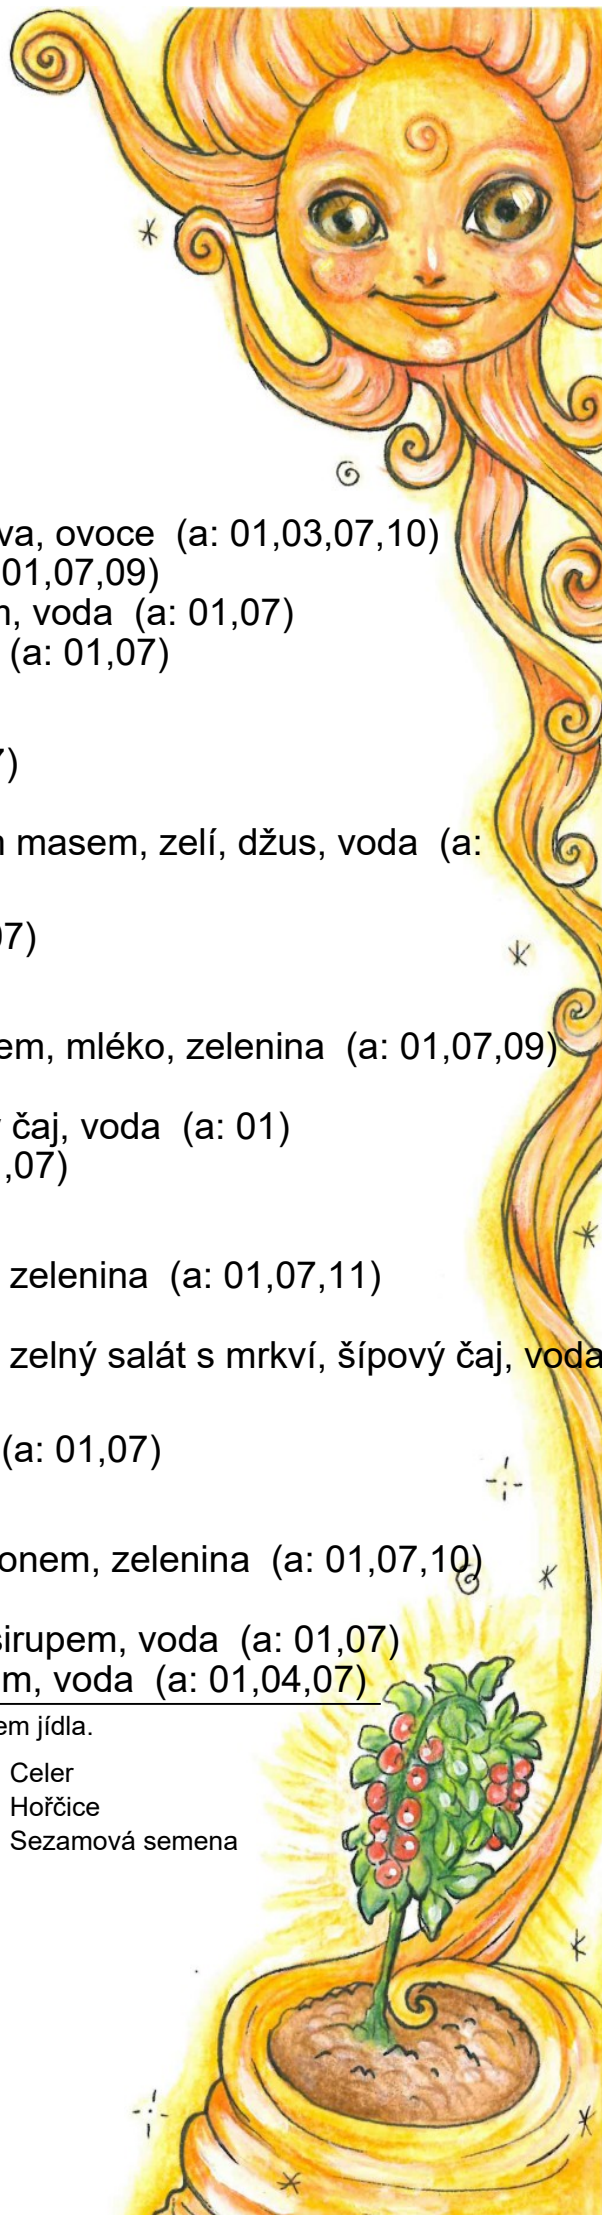 va, ovoce (a: 01,03,07,10)
01,07,09)
m, voda (a: 01,07)
(a: 01,07)
7)
m masem, zelí, džus, voda (a:
07)
em, mléko, zelenina (a: 01,07,09)
ý čaj, voda (a: 01)
1,07)
zelenina (a: 01,07,11)
zelný salát s mrkví, šípový čaj, voda
(a: 01,07)
onem, zelenina (a: 01,07,10)
sirupem, voda (a: 01,07)
m, voda (a: 01,04,07)
em jídla.
Celer
Hořčice
Sezamová semena